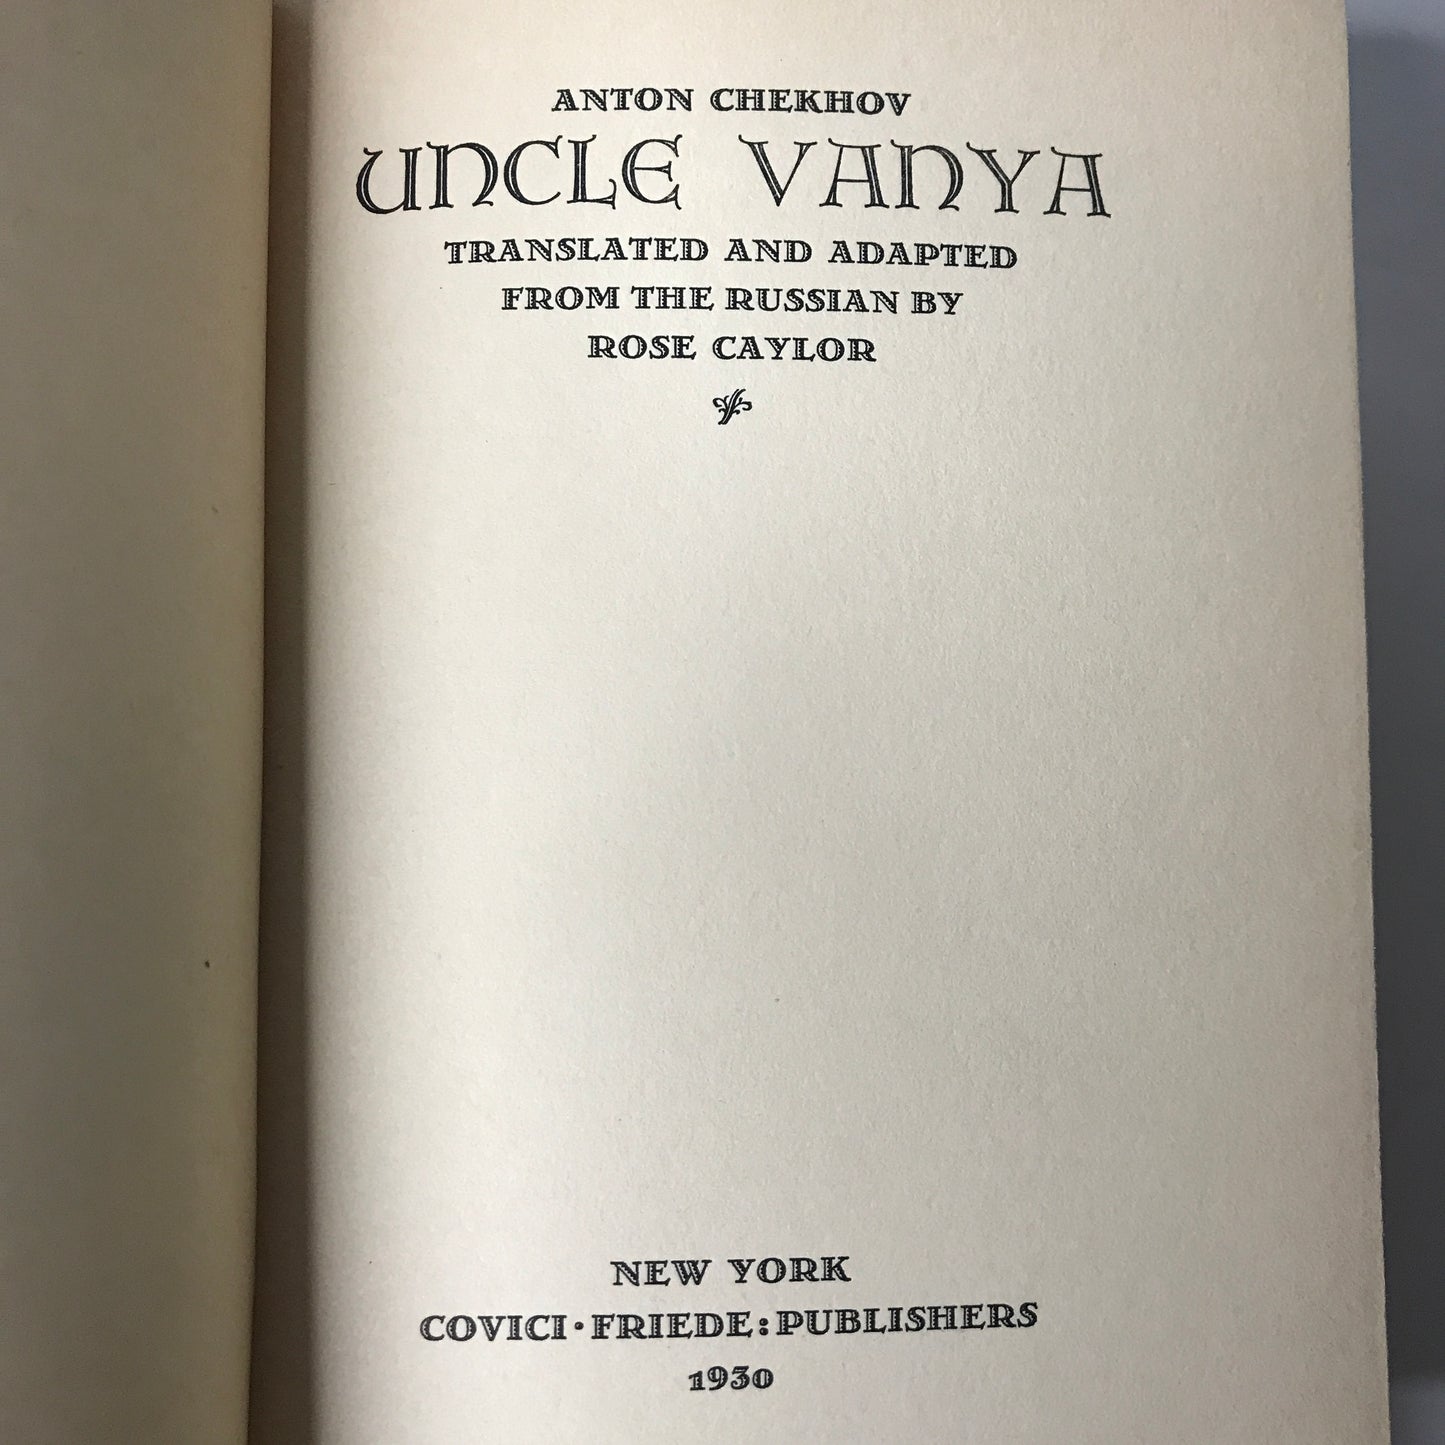 ANTON CHEKHOV
UNCLE VANYA
TRANSLATED AND ADAPTED
FROM THE RUSSIAN BY
ROSE CAYLOR
NEW YORK
COVICI·FRIEDE:PUBLISHERS
1930